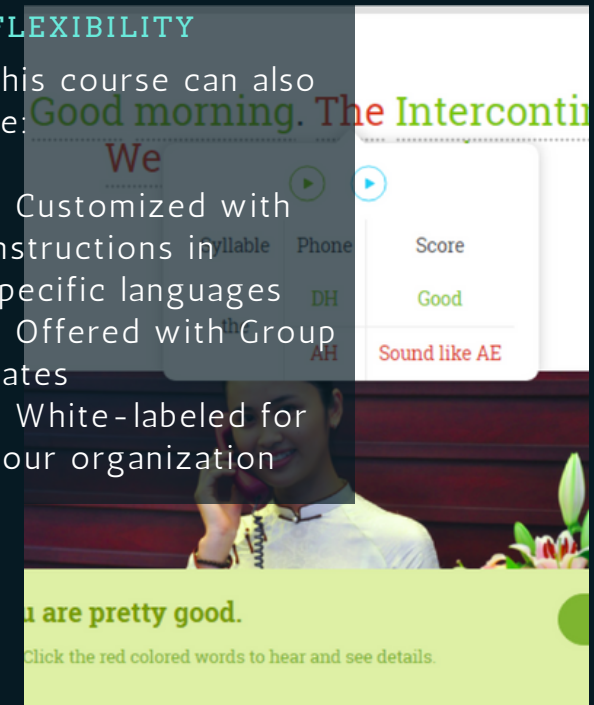 FLEXIBILITY
his course can also
e:
Customized with
nstructions in
pecific languages
Offered with Group
ates
White-labeled for
our organization
Good morning. The Intercontin
We
Syllable Phone Score
the DH Good
AH Sound like AE
u are pretty good.
Click the red colored words to hear and see details.